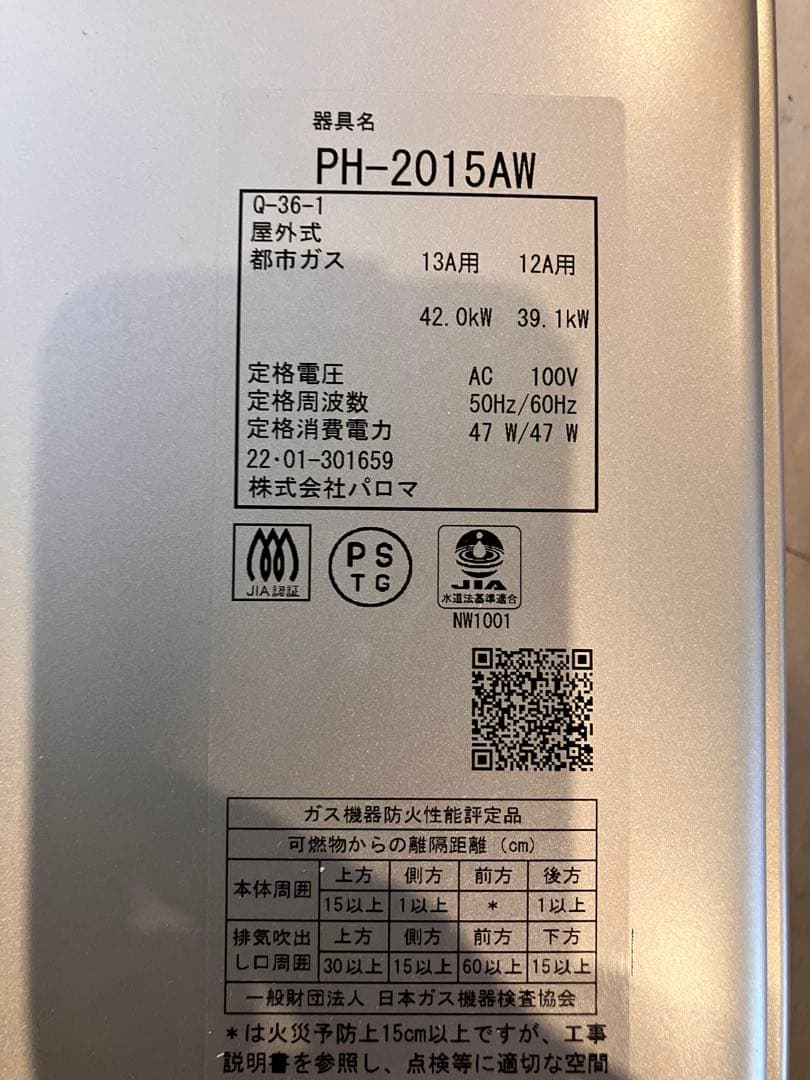 器具名
PH-2015AW
Q-36-1
屋外式
都市ガス 13A用 12A用
42.0kW 39.1kW
定格電圧 AC 100V
定格周波数 50Hz/60Hz
定格消費電力 47 W/47 W
22・01-301659
株式会社パロマ
JIA認証
PS
TG
JIA
水道法基準適合
NW1001
ガス機器防火性能評定品
可燃物からの離隔距離(cm)
本体周囲 上方 側方 前方 後方
15以上 1以上 * 1以上
排気吹出し口周囲 上方 側方 前方 下方
30以上 15以上 60以上 15以上
一般財団法人 日本ガス機器検査協会
*は火災予防上15cm以上ですが、工事
説明書を参照し、点検等に適切な空間